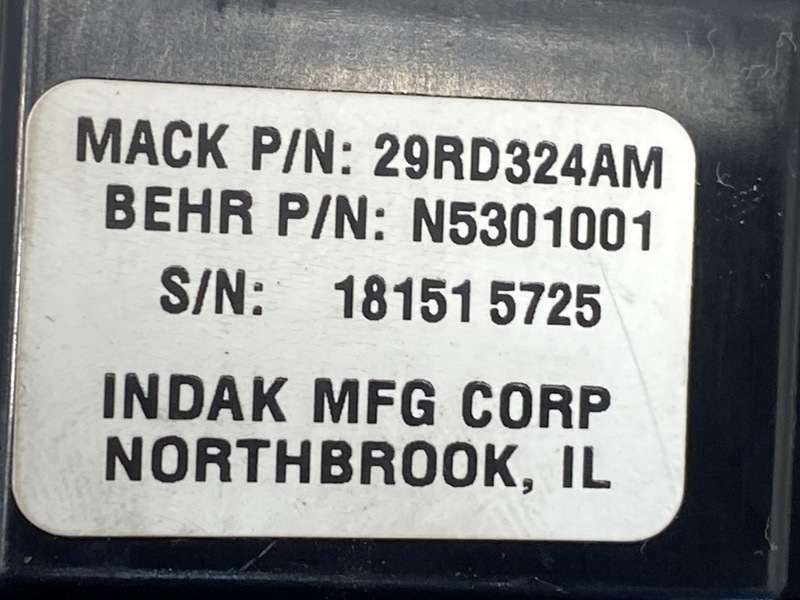 MACK P/N: 29RD324AM
BEHR P/N: N5301001
S/N: 18151 5725
INDAK MFG CORP
NORTHBROOK, IL